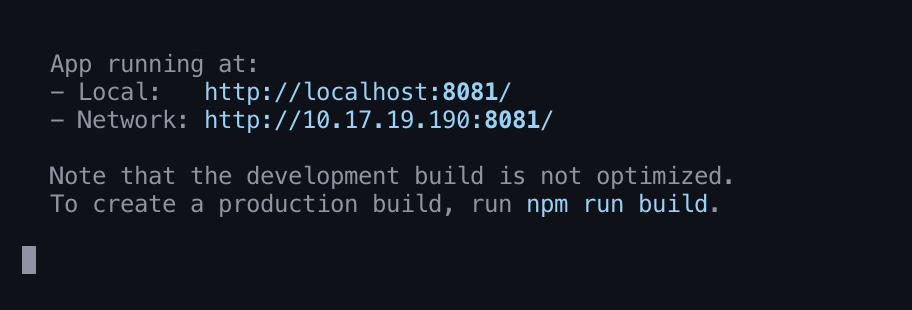 App running at:
- Local:   http://localhost:8081/
- Network: http://10.17.19.190:8081/
Note that the development build is not optimized.
To create a production build, run npm run build.